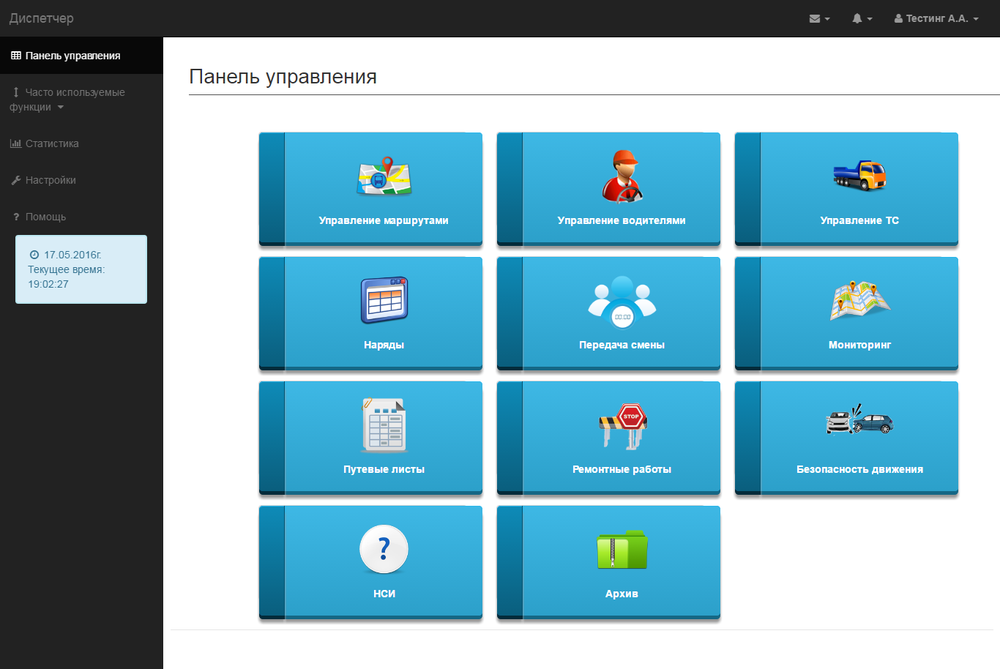 Диспетчер
Тестинг А.А.
Панель управления
Часто используемые
функции
Статистика
Настройки
Помощь
17.05.2016г.
Текущее время:
19:02:27
Панель управления
Управление маршрутами
Управление водителями
Управление ТС
Наряды
00:00
Передача смены
Мониторинг
Путевые листы
STOP
Ремонтные работы
Безопасность движения
?
НСИ
Архив